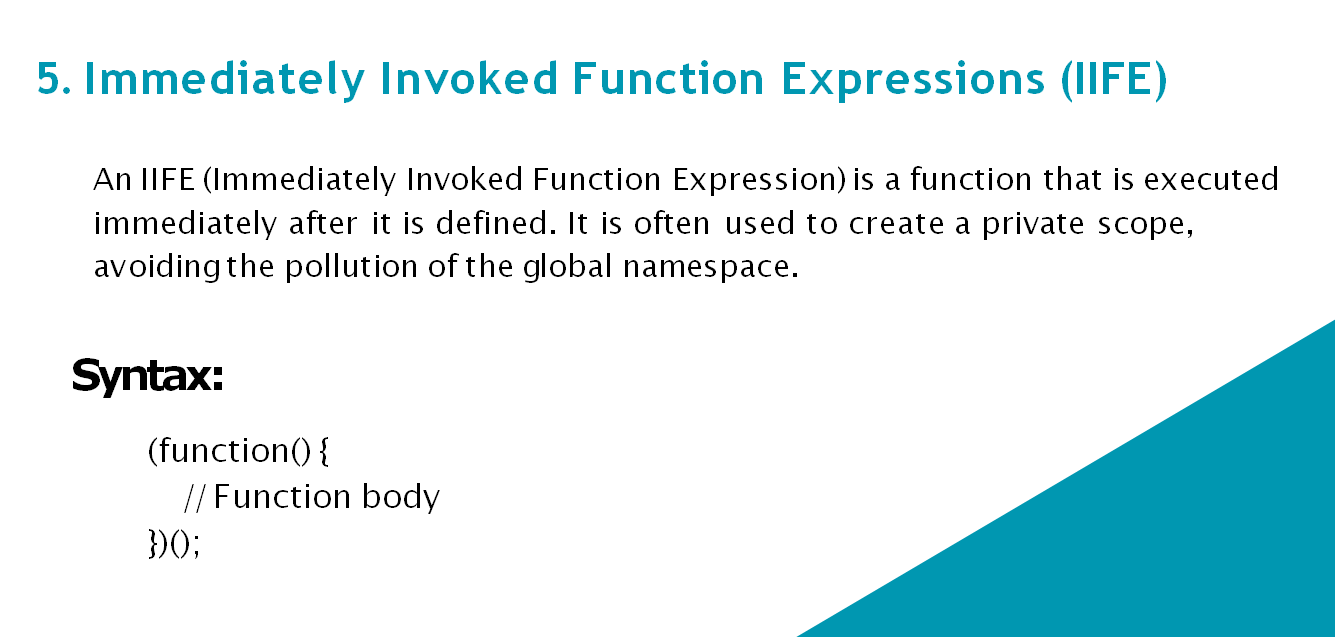 5. Immediately Invoked Function Expressions (IIFE)
An IIFE (Immediately Invoked Function Expression) is a function that is executed
immediately after it is defined. It is often used to create a private scope,
avoiding the pollution of the global namespace.
Syntax:
(function() {
// Function body
})();